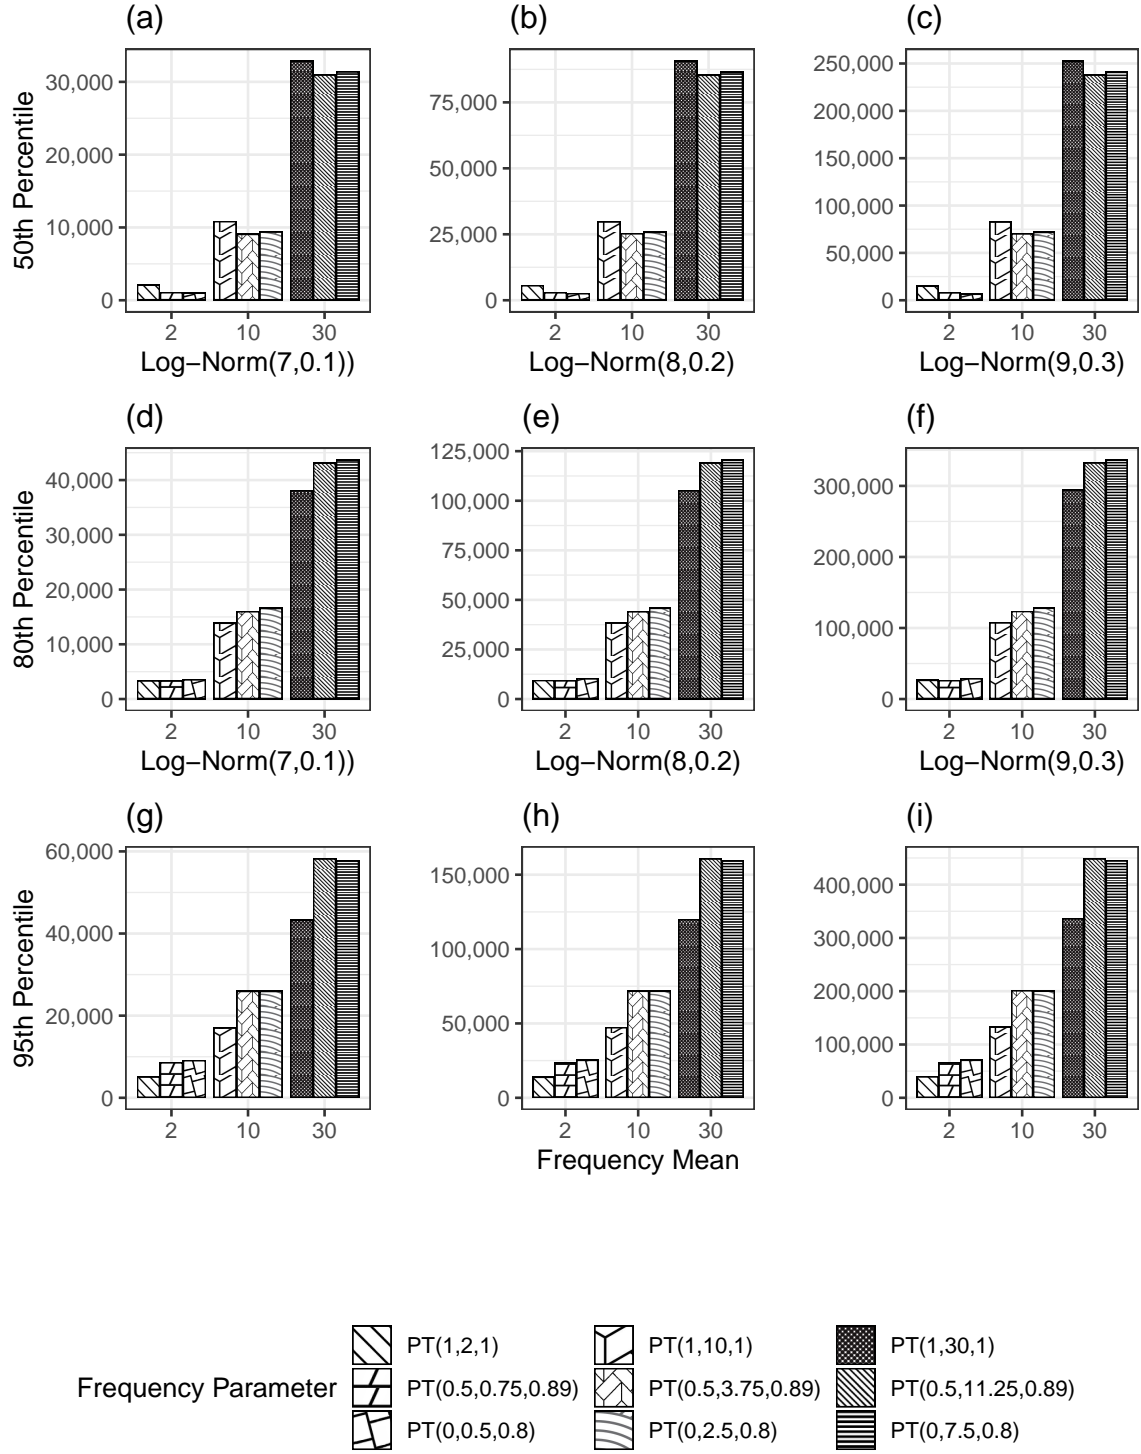 (a)
(b)
(c)
50th Percentile
30,000
20,000
10,000
0
75,000
50,000
25,000
0
250,000
200,000
150,000
100,000
50,000
0
2 10 30
2 10 30
2 10 30
Log−Norm(7,0.1))
Log−Norm(8,0.2)
Log−Norm(9,0.3)
(d)
(e)
(f)
80th Percentile
40,000
30,000
20,000
10,000
0
125,000
100,000
75,000
50,000
25,000
0
300,000
200,000
100,000
0
2 10 30
2 10 30
2 10 30
Log−Norm(7,0.1))
Log−Norm(8,0.2)
Log−Norm(9,0.3)
(g)
(h)
(i)
95th Percentile
60,000
40,000
20,000
0
150,000
100,000
50,000
0
400,000
300,000
200,000
100,000
0
2 10 30
2 10 30
2 10 30
Frequency Mean
Frequency Parameter
PT(1,2,1)
PT(0.5,0.75,0.89)
PT(0,0.5,0.8)
PT(1,10,1)
PT(0.5,3.75,0.89)
PT(0,2.5,0.8)
PT(1,30,1)
PT(0.5,11.25,0.89)
PT(0,7.5,0.8)